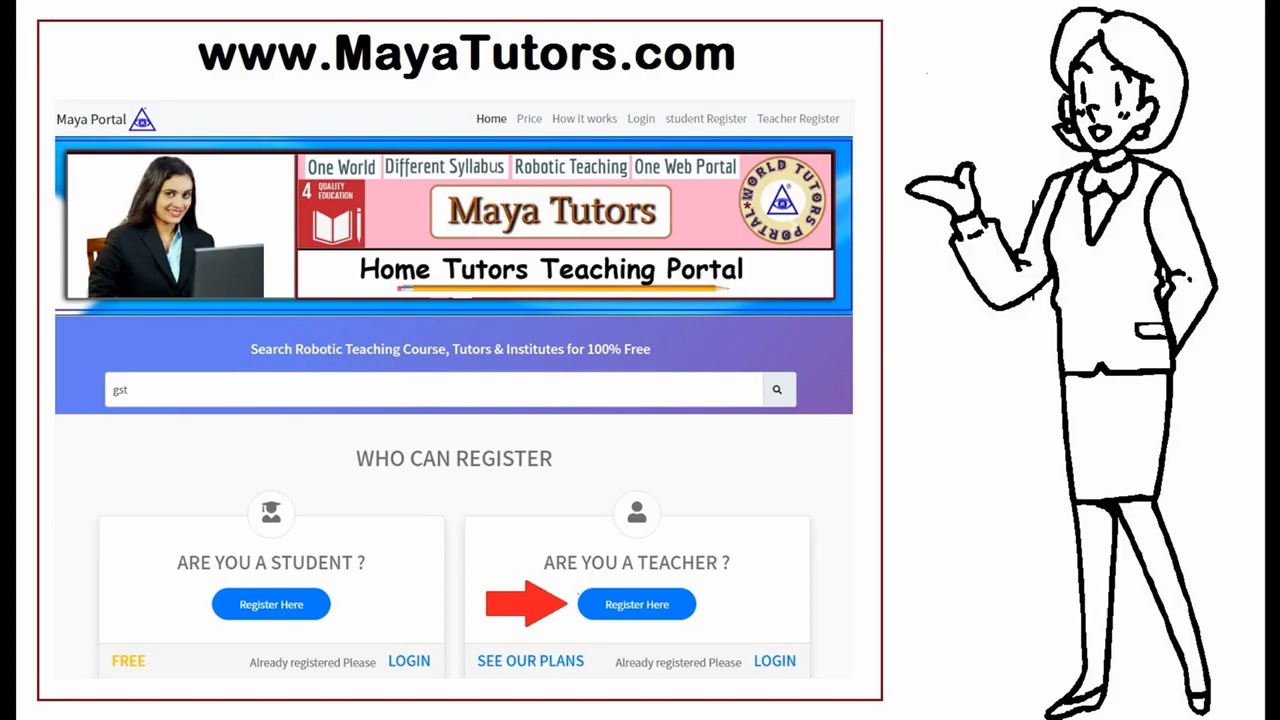 www.MayaTutors.com
Maya Portal
Home Price How it works Login student Register Teacher Register
One World Different Syllabus Robotic Teaching One Web Portal
4 QUALITY
EDUCATION
Maya Tutors
WORLD TUTORS PORTAL
Home Tutors Teaching Portal
Search Robotic Teaching Course, Tutors & Institutes for 100% Free
gst
WHO CAN REGISTER
ARE YOU A STUDENT ?
Register Here
FREE Already registered Please LOGIN
ARE YOU A TEACHER ?
Register Here
SEE OUR PLANS Already registered Please LOGIN